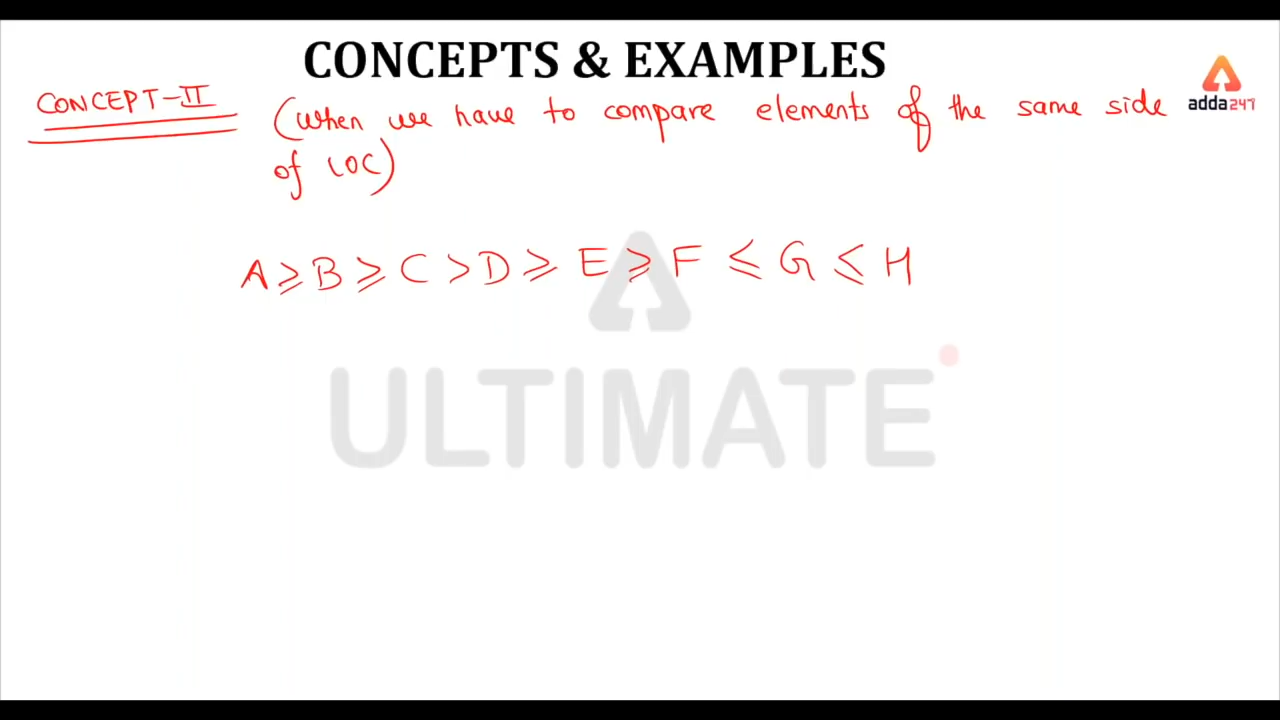 CONCEPTS & EXAMPLES
CONCEPT-II (When we have to compare elements of the same side
of LOC)
adda247
A ⩾ B ⩾ C > D ⩾ E ⩾ F ⩽ G ⩽ H
ULTIMATE